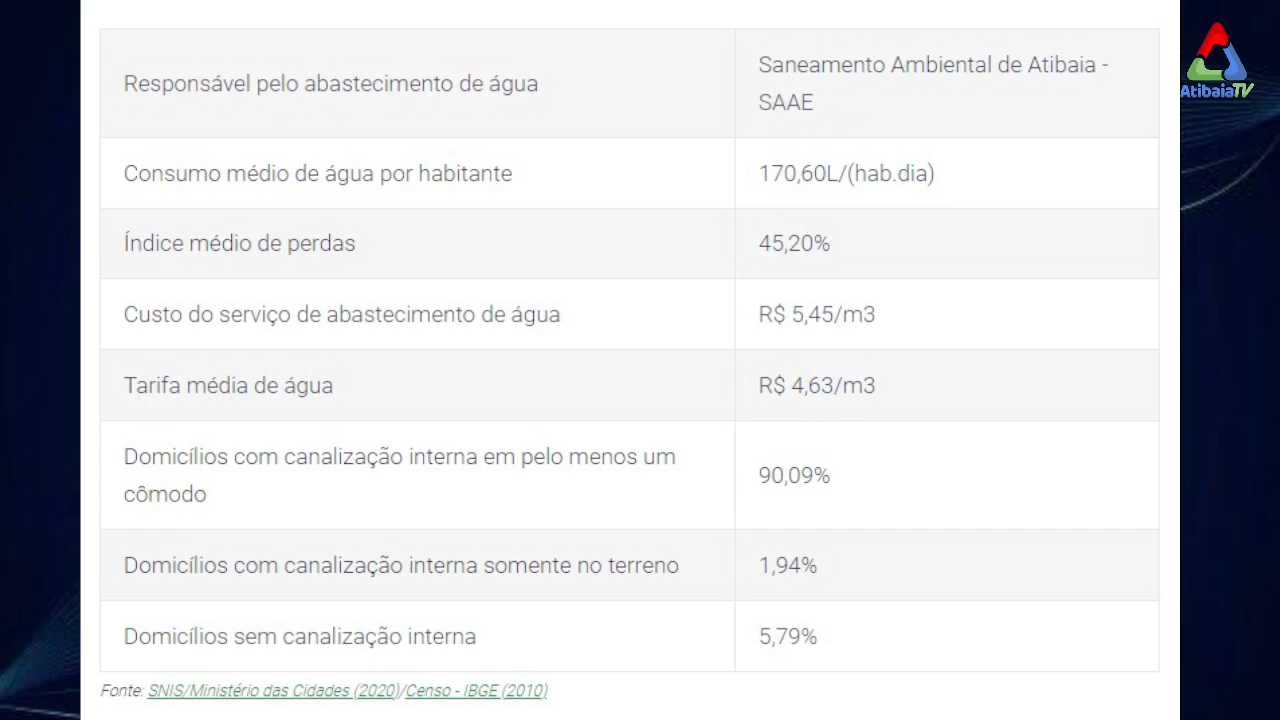 Responsável pelo abastecimento de água
Saneamento Ambiental de Atibaia -
SAAE
Consumo médio de água por habitante
170,60L/(hab.dia)
Índice médio de perdas
45,20%
Custo do serviço de abastecimento de água
R$ 5,45/m3
Tarifa média de água
R$ 4,63/m3
Domicílios com canalização interna em pelo menos um
cômodo
90,09%
Domicílios com canalização interna somente no terreno
1,94%
Domicílios sem canalização interna
5,79%
Fonte: SNIS/Ministério das Cidades (2020)/Censo - IBGE (2010)
AtibaiaTV